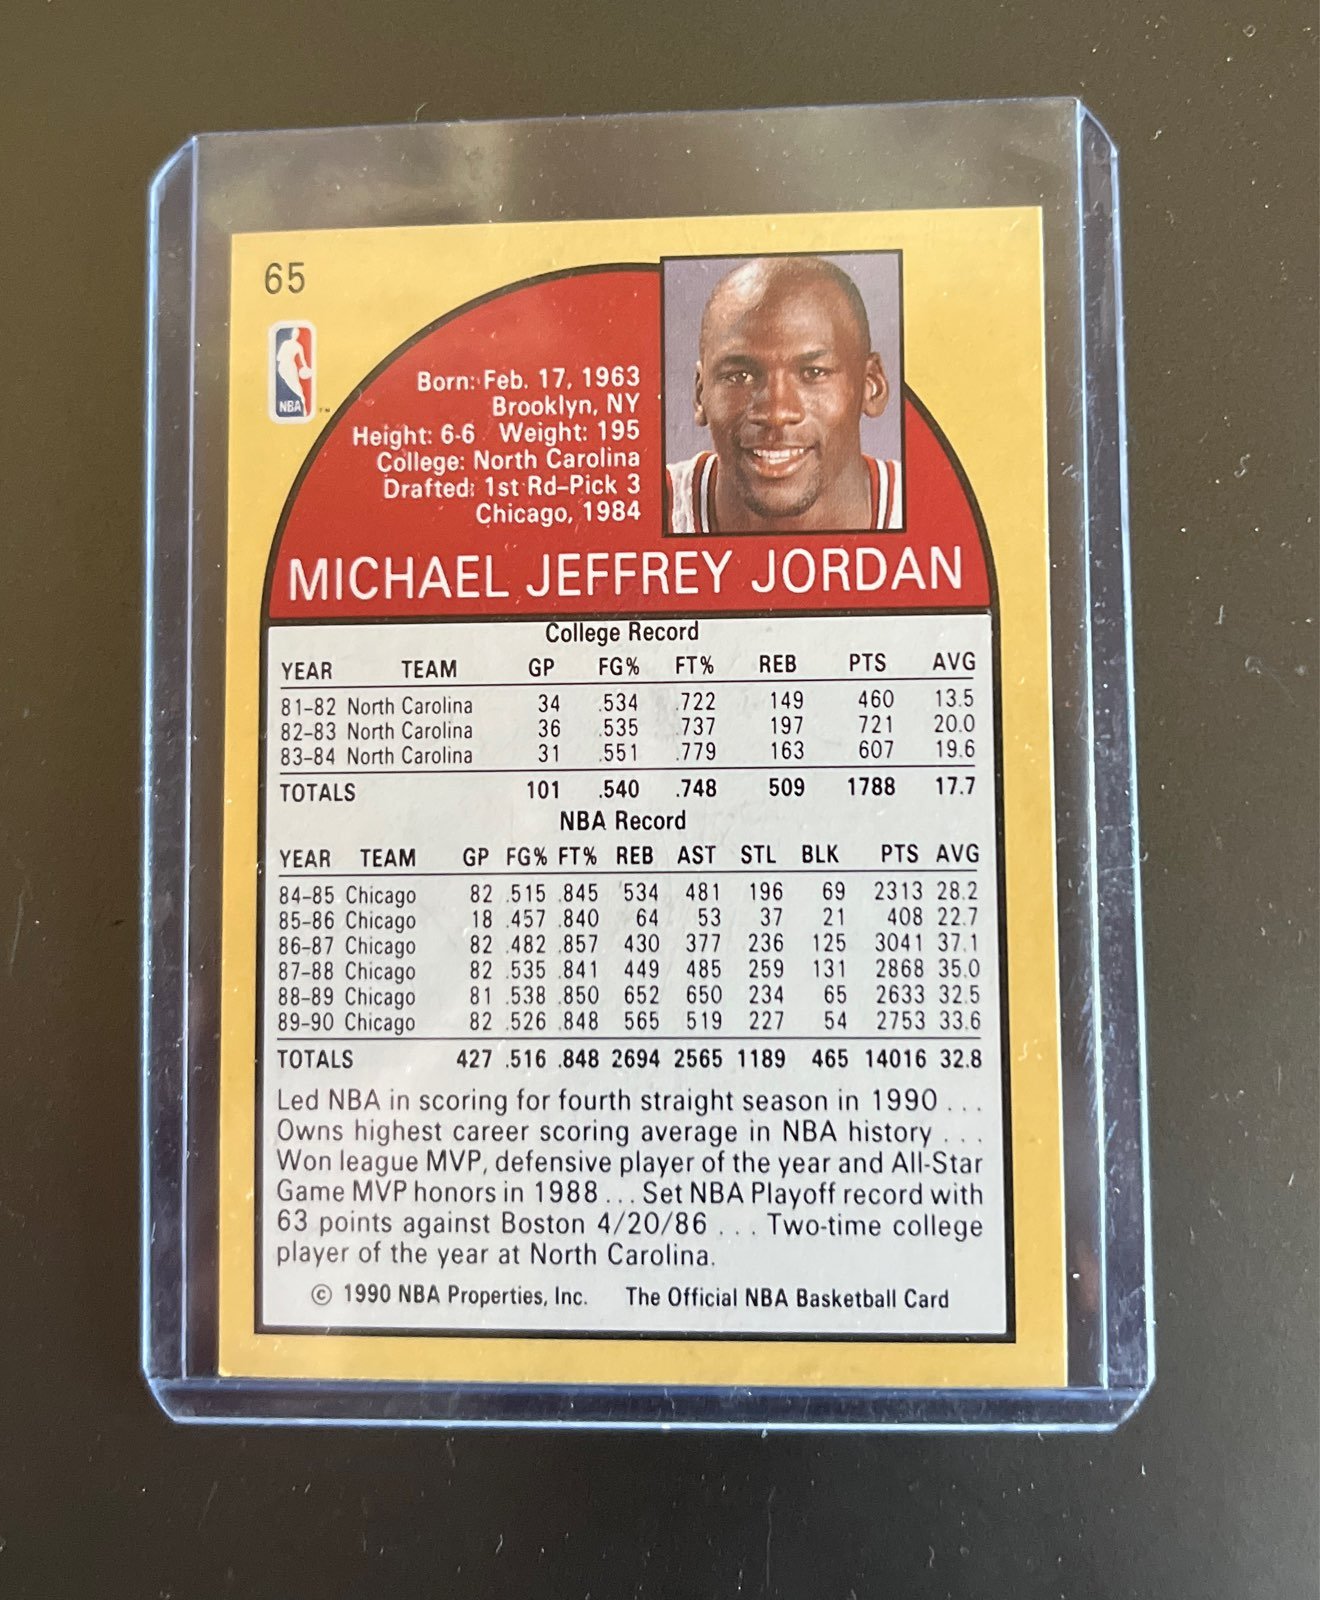 65
NBA
Born: Feb. 17, 1963
Brooklyn, NY
Height: 6-6 Weight: 195
College: North Carolina
Drafted: 1st Rd–Pick 3
Chicago, 1984
MICHAEL JEFFREY JORDAN
College Record
YEAR TEAM GP FG% FT% REB PTS AVG
81–82 North Carolina 34 .534 .722 149 460 13.5
82–83 North Carolina 36 .535 .737 197 721 20.0
83–84 North Carolina 31 .551 .779 163 607 19.6
TOTALS 101 .540 .748 509 1788 17.7
NBA Record
YEAR TEAM GP FG% FT% REB AST STL BLK PTS AVG
84–85 Chicago 82 .515 .845 534 481 196 69 2313 28.2
85–86 Chicago 18 .457 .840 64 53 37 21 408 22.7
86–87 Chicago 82 .482 .857 430 377 236 125 3041 37.1
87–88 Chicago 82 .535 .841 449 485 259 131 2868 35.0
88–89 Chicago 81 .538 .850 652 650 234 65 2633 32.5
89–90 Chicago 82 .526 .848 565 519 227 54 2753 33.6
TOTALS 427 .516 .848 2694 2565 1189 465 14016 32.8
Led NBA in scoring for fourth straight season in 1990 . . .
Owns highest career scoring average in NBA history . . .
Won league MVP, defensive player of the year and All-Star
Game MVP honors in 1988 . . . Set NBA Playoff record with
63 points against Boston 4/20/86 . . . Two-time college
player of the year at North Carolina.
© 1990 NBA Properties, Inc. The Official NBA Basketball Card